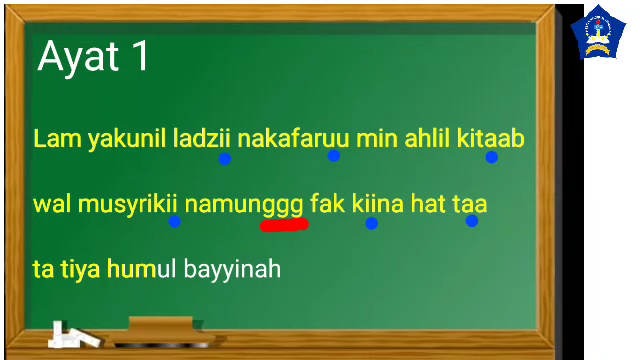 Ayat 1
Lam yakunil ladzii nakafaruu min ahlil kitaab
wal musyrikii namunggg fak kiina hat taa
ta tiya humul bayyinah